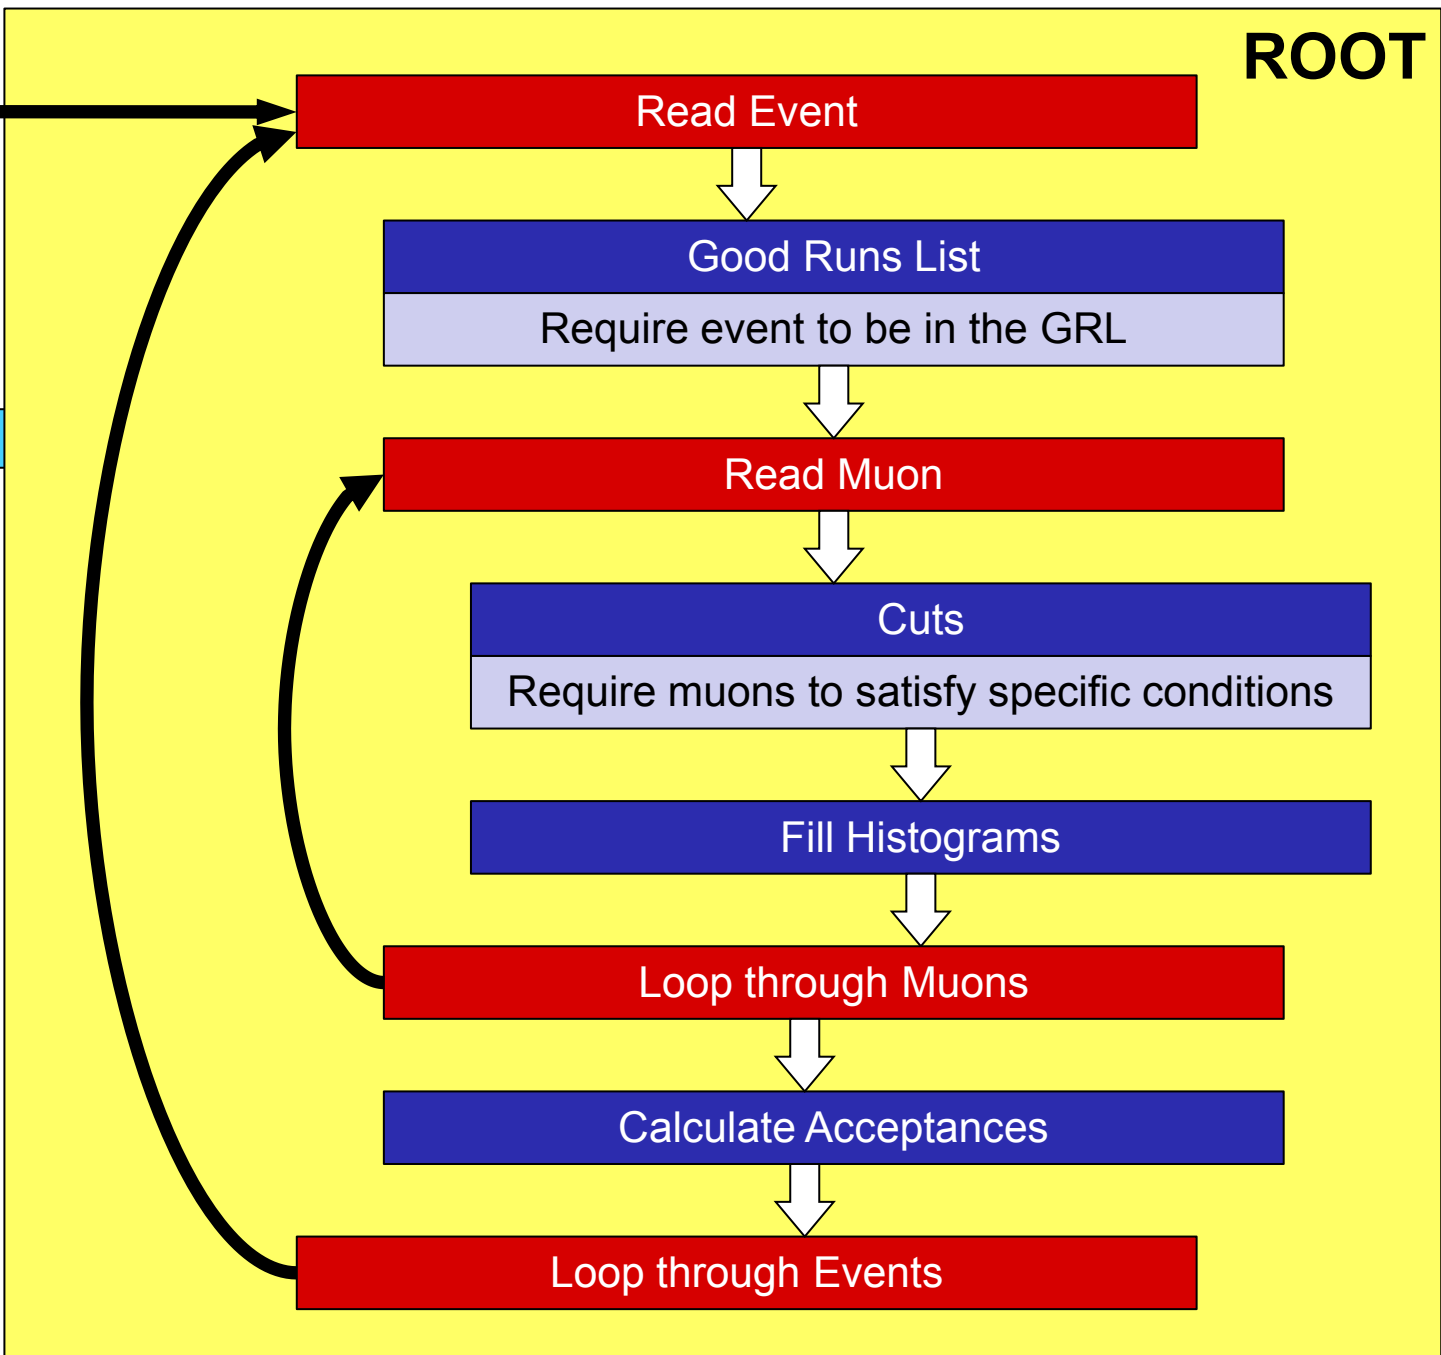 ROOT
Read Event
Good Runs List
Require event to be in the GRL
Read Muon
Cuts
Require muons to satisfy specific conditions
Fill Histograms
Loop through Muons
Calculate Acceptances
Loop through Events